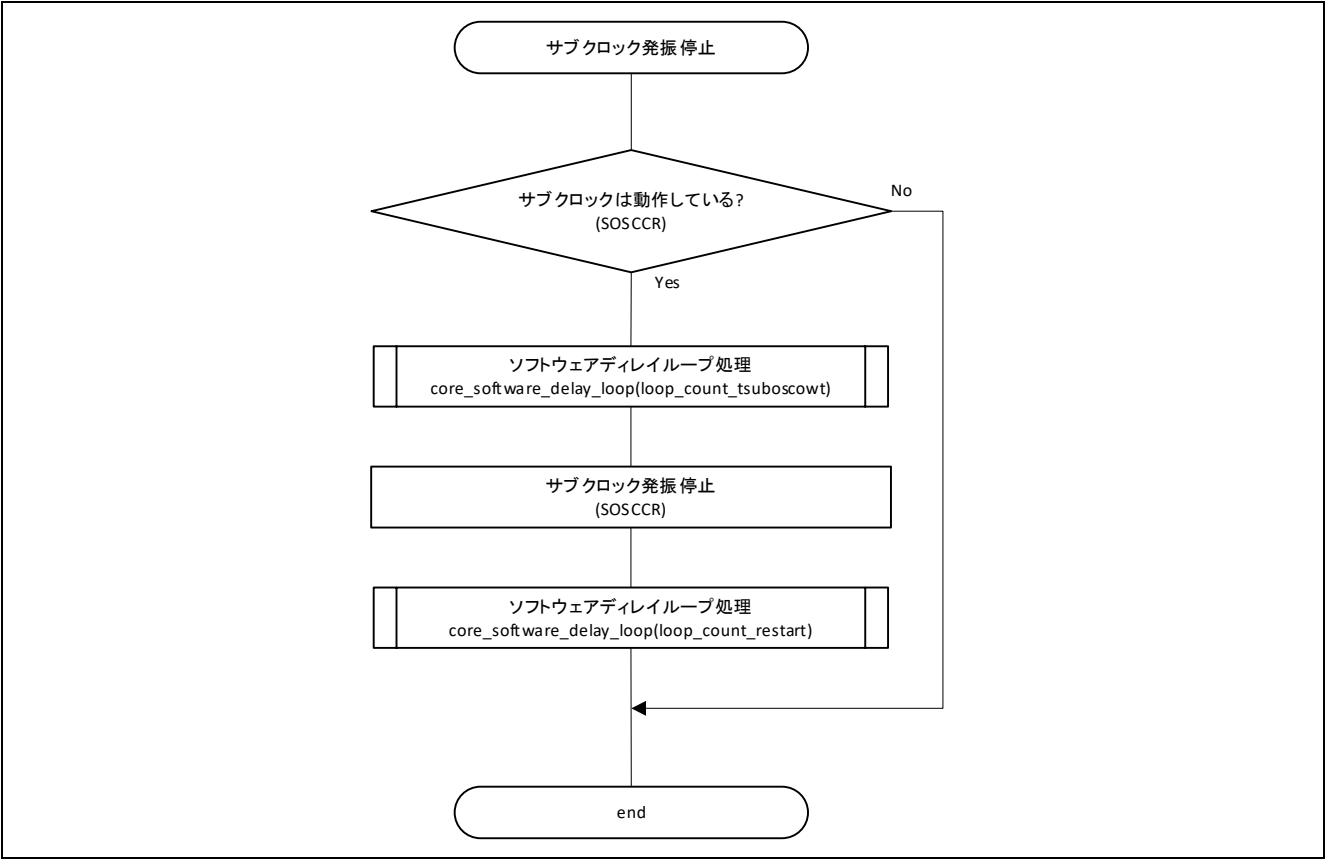 サブクロック発振停止
サブクロックは動作している?
(SOSCCR)
No
Yes
ソフトウェアディレイループ処理
core_software_delay_loop(loop_count_tsuboscowt)
サブクロック発振停止
(SOSCCR)
ソフトウェアディレイループ処理
core_software_delay_loop(loop_count_restart)
end